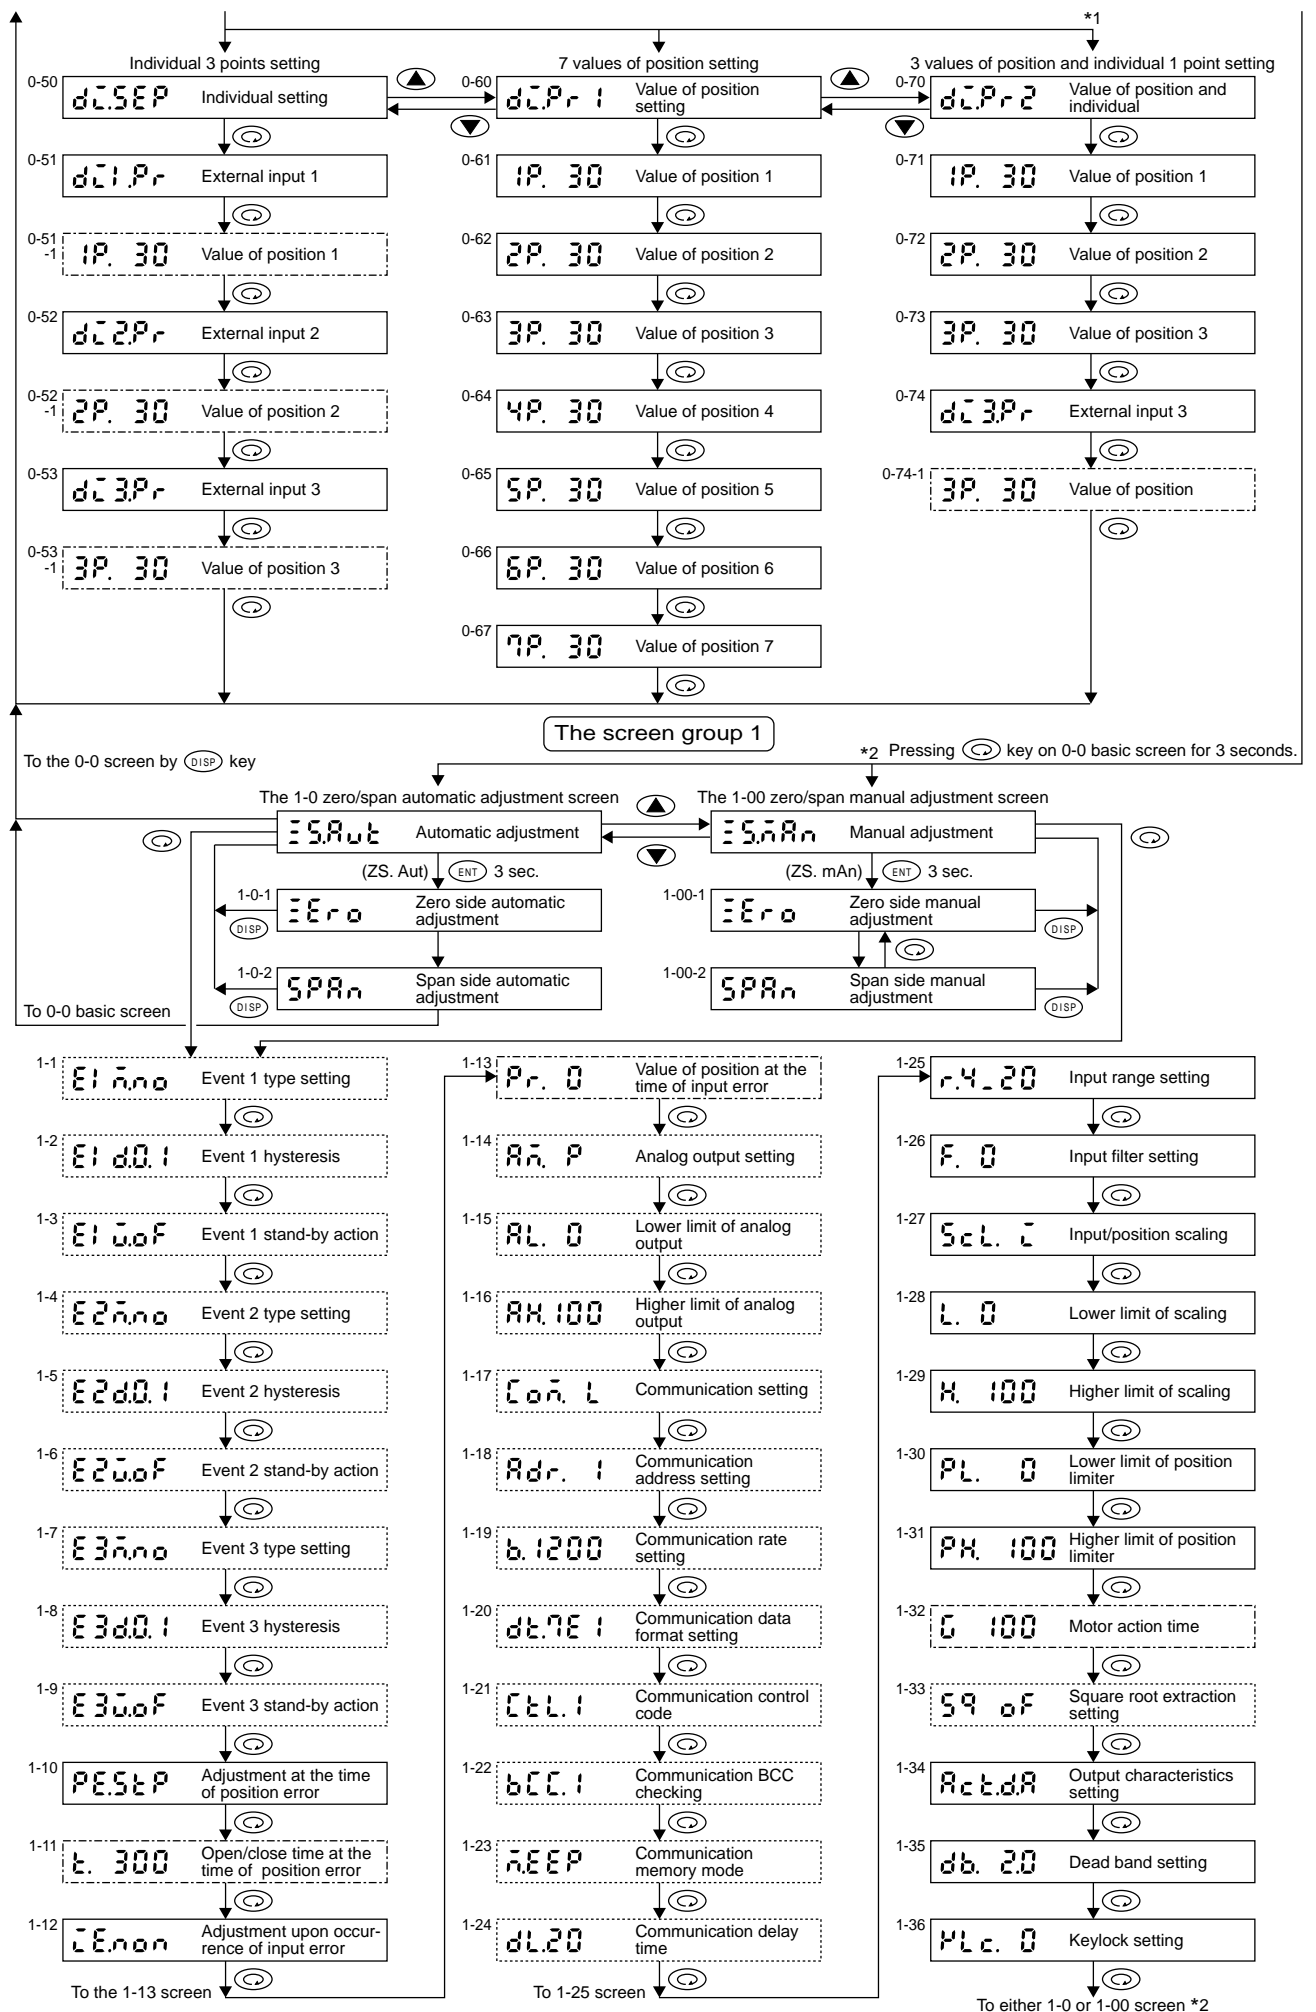 *1
Individual 3 points setting
7 values of position setting
3 values of position and individual 1 point setting
0-50
di.SEP
Individual setting
0-60
di.Pr 1
Value of position
setting
0-70
di.Pr2
Value of position and
individual
0-51
di1.Pr
External input 1
0-61
1P. 30
Value of position 1
0-71
1P. 30
Value of position 1
0-51
-1
1P. 30
Value of position 1
0-62
2P. 30
Value of position 2
0-72
2P. 30
Value of position 2
0-52
di2.Pr
External input 2
0-63
3P. 30
Value of position 3
0-73
3P. 30
Value of position 3
0-52
-1
2P. 30
Value of position 2
0-64
4P. 30
Value of position 4
0-74
di3.Pr
External input 3
0-53
di3.Pr
External input 3
0-65
5P. 30
Value of position 5
0-74-1
3P. 30
Value of position
0-53
-1
3P. 30
Value of position 3
0-66
6P. 30
Value of position 6
0-67
7P. 30
Value of position 7
The screen group 1
To the 0-0 screen by DISP key
*2 Pressing key on 0-0 basic screen for 3 seconds.
The 1-0 zero/span automatic adjustment screen
The 1-00 zero/span manual adjustment screen
ZS.Aut
Automatic adjustment
ZS.mAn
Manual adjustment
(ZS. Aut)
ENT 3 sec.
(ZS. mAn)
ENT 3 sec.
1-0-1
ZEro
Zero side automatic
adjustment
DISP
1-00-1
ZEro
Zero side manual
adjustment
DISP
1-0-2
SPAn
Span side automatic
adjustment
DISP
1-00-2
SPAn
Span side manual
adjustment
DISP
To 0-0 basic screen
1-1
E1 m.no
Event 1 type setting
1-2
E1 d.0.1
Event 1 hysteresis
1-3
E1 w.oF
Event 1 stand-by action
1-4
E2m.no
Event 2 type setting
1-5
E2d.0.1
Event 2 hysteresis
1-6
E2w.oF
Event 2 stand-by action
1-7
E3m.no
Event 3 type setting
1-8
E3d.0.1
Event 3 hysteresis
1-9
E3w.oF
Event 3 stand-by action
1-10
PE.StP
Adjustment at the time
of position error
1-11
t. 300
Open/close time at the
time of position error
1-12
iE.non
Adjustment upon occur-
rence of input error
To the 1-13 screen
1-13
Pr. 0
Value of position at the
time of input error
1-14
Am. P
Analog output setting
1-15
AL. 0
Lower limit of analog
output
1-16
AH.100
Higher limit of analog
output
1-17
Com. L
Communication setting
1-18
Adr. 1
Communication
address setting
1-19
b.1200
Communication rate
setting
1-20
dt.7E1
Communication data
format setting
1-21
CtL.1
Communication control
code
1-22
bCC.1
Communication BCC
checking
1-23
m.EEP
Communication
memory mode
1-24
dL.20
Communication delay
time
To 1-25 screen
1-25
r.4_20
Input range setting
1-26
F. 0
Input filter setting
1-27
ScL. i
Input/position scaling
1-28
L. 0
Lower limit of scaling
1-29
H. 100
Higher limit of scaling
1-30
PL. 0
Lower limit of position
limiter
1-31
PH. 100
Higher limit of position
limiter
1-32
G 100
Motor action time
1-33
Sq oF
Square root extraction
setting
1-34
Act.dA
Output characteristics
setting
1-35
db. 2.0
Dead band setting
1-36
KLc. 0
Keylock setting
To either 1-0 or 1-00 screen *2